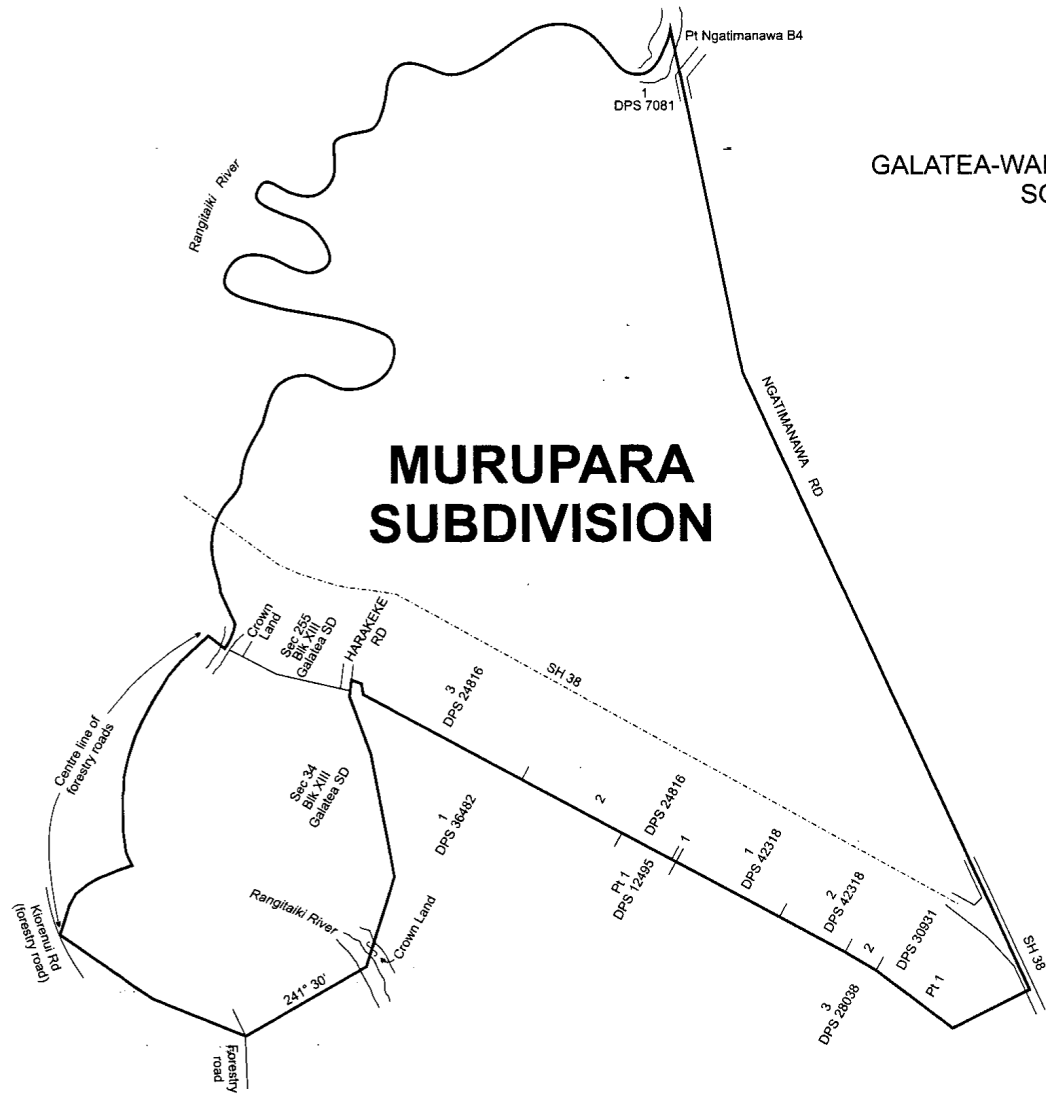 Pt Ngatimanawa B4
1
DPS 7081
GALATEA-WAI
SO
Rangitaiki River
NGATIMANAWA RD
MURUPARA
SUBDIVISION
Crown
Land
Sec 255
Blk XIII
Galatea SD
HARAKEKE
RD
SH 38
3
DPS 24816
Centre line of
forestry roads
Sec 34
Blk XIII
Galatea SD
1
DPS 36482
2
DPS 24816
1
Pt 1
DPS 12495
1
DPS 42318
2
DPS 42318
2
DPS 30931
Pt 1
SH 38
3
DPS 28038
Rangitaiki River
Crown Land
Kiorenui Rd
(forestry road)
241° 30'
Forestry
road